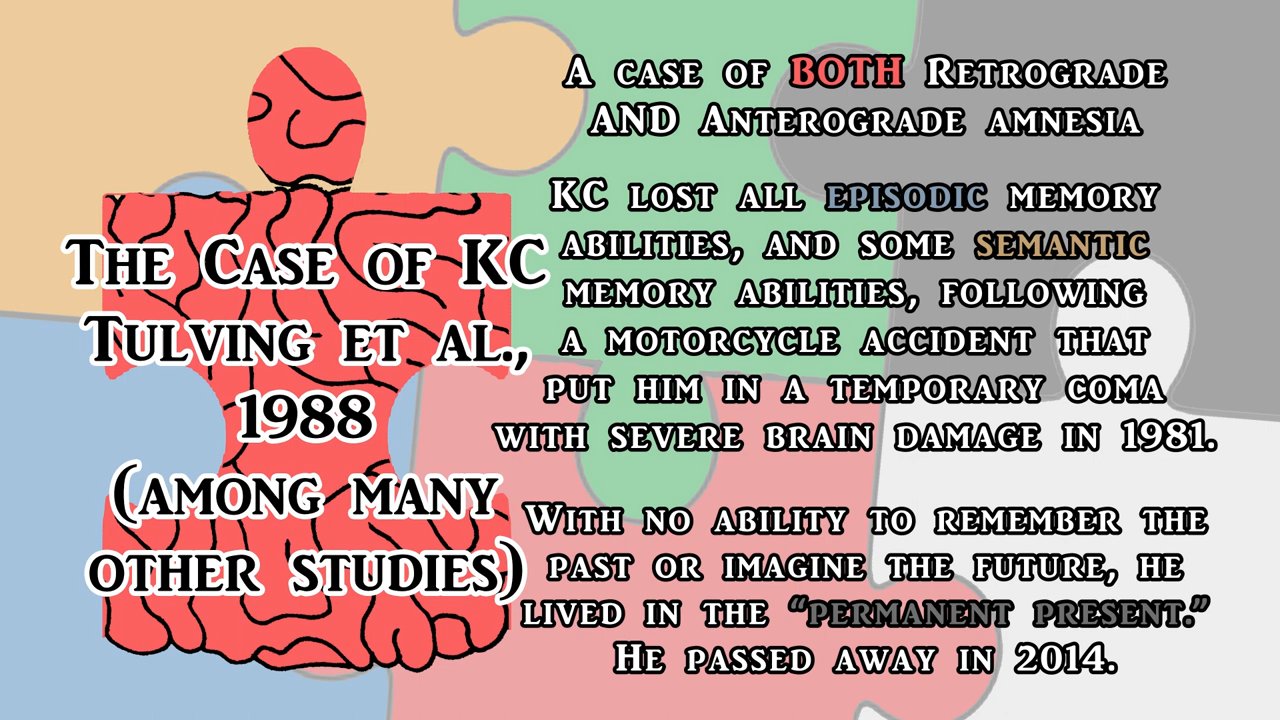 The Case of KC
Tulving et al.,
1988
(among many
other studies)
A case of BOTH Retrograde
AND Anterograde amnesia
KC lost all episodic memory
abilities, and some semantic
memory abilities, following
a motorcycle accident that
put him in a temporary coma
with severe brain damage in 1981.
With no ability to remember the
past or imagine the future, he
lived in the “permanent present.”
He passed away in 2014.